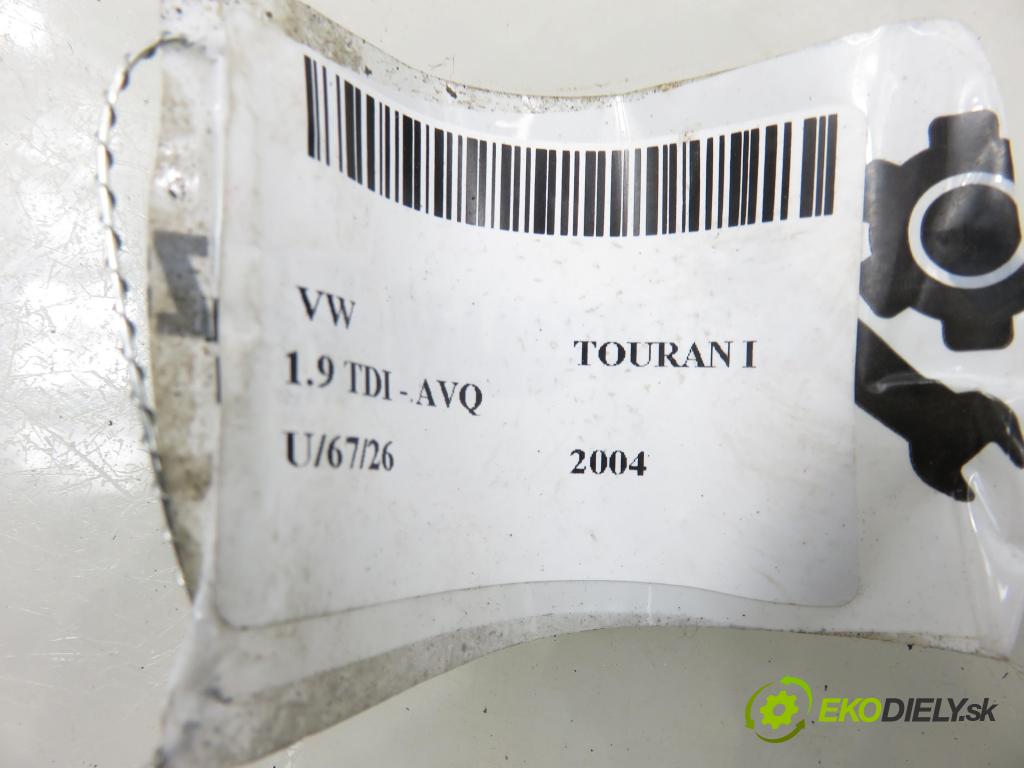 VW
TOURAN I
1.9 TDI - AVQ
U/67/26
2004
EKODIELY.sk